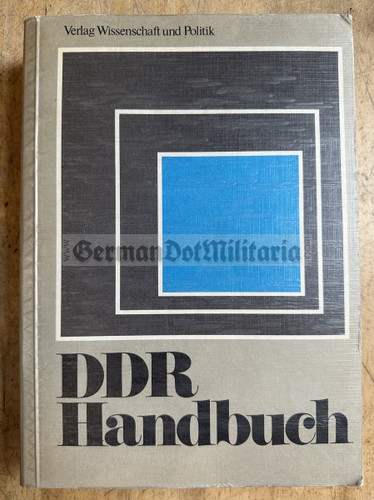 Verlag Wissenschaft und Politik
GermanDotMilitaria
DDR
Handbuch